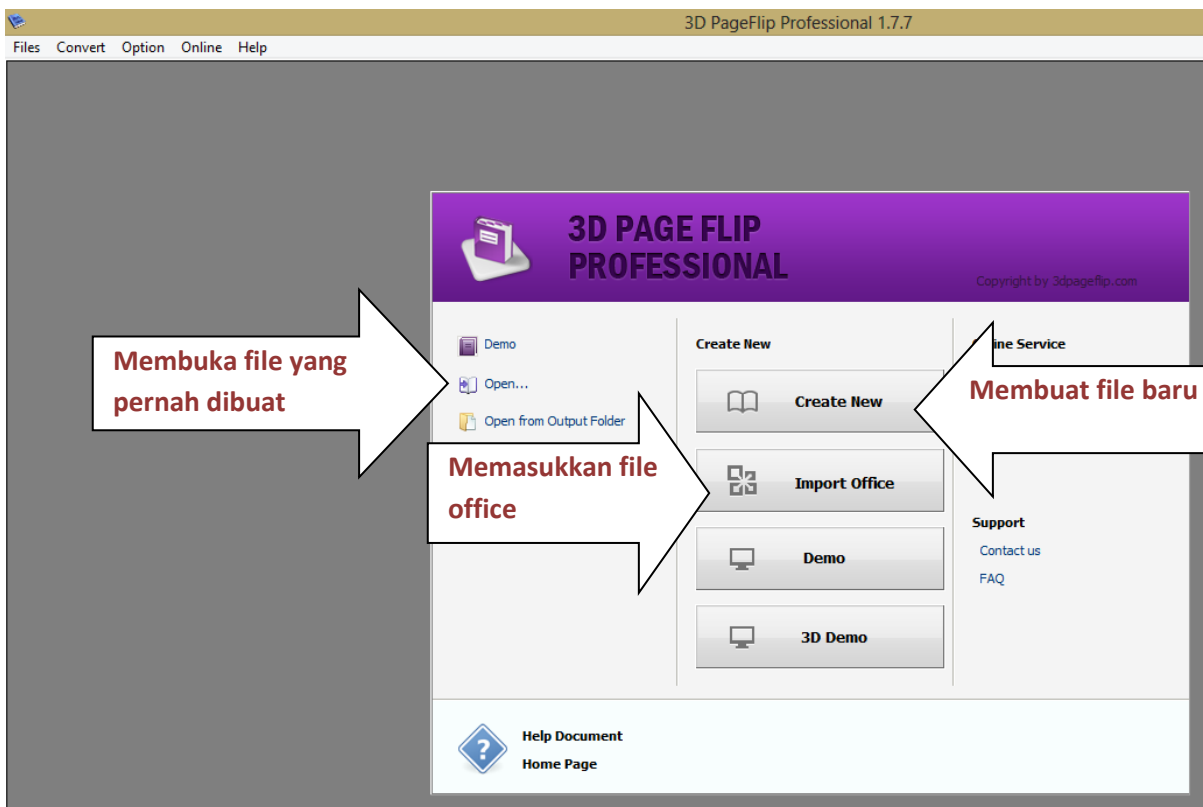 3D PageFlip Professional 1.7.7
Files Convert Option Online Help
3D PAGE FLIP
PROFESSIONAL
Copyright by 3dpageflip.com
Membuka file yang
pernah dibuat
Demo
Open...
Open from Output Folder
Memasukkan file
office
Create New
Create New
Import Office
Demo
3D Demo
ine Service
Membuat file baru
Support
Contact us
FAQ
Help Document
Home Page